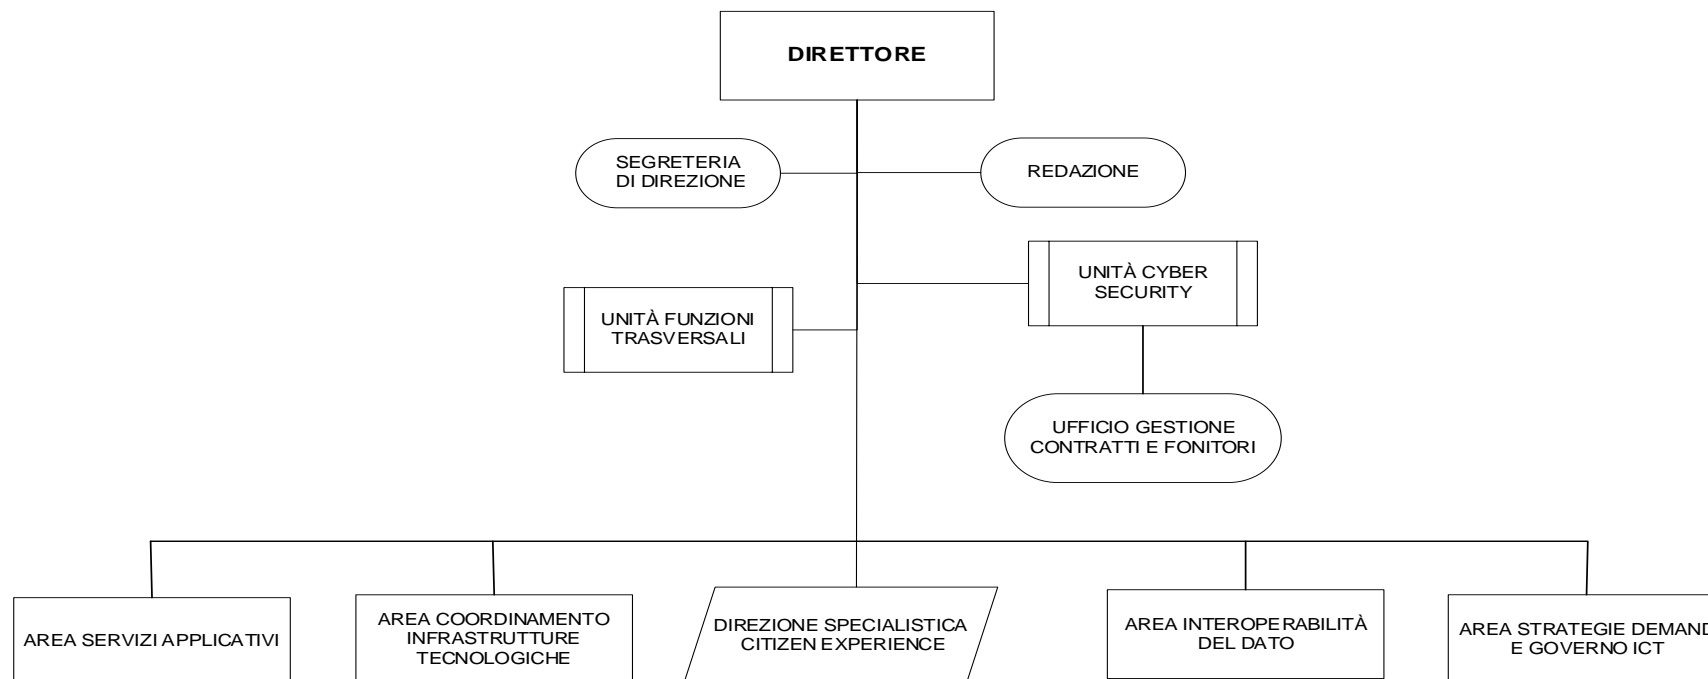 DIRETTORE
SEGRETERIA
DI DIREZIONE
REDAZIONE
UNITÀ CYBER
SECURITY
UNITÀ FUNZIONI
TRASVERSALI
UFFICIO GESTIONE
CONTRATTI E FONITORI
AREA SERVIZI APPLICATIVI
AREA COORDINAMENTO
INFRASTRUTTURE
TECNOLOGICHE
DIREZIONE SPECIALISTICA
CITIZEN EXPERIENCE
AREA INTEROPERABILITÀ
DEL DATO
AREA STRATEGIE DEMAND
E GOVERNO ICT